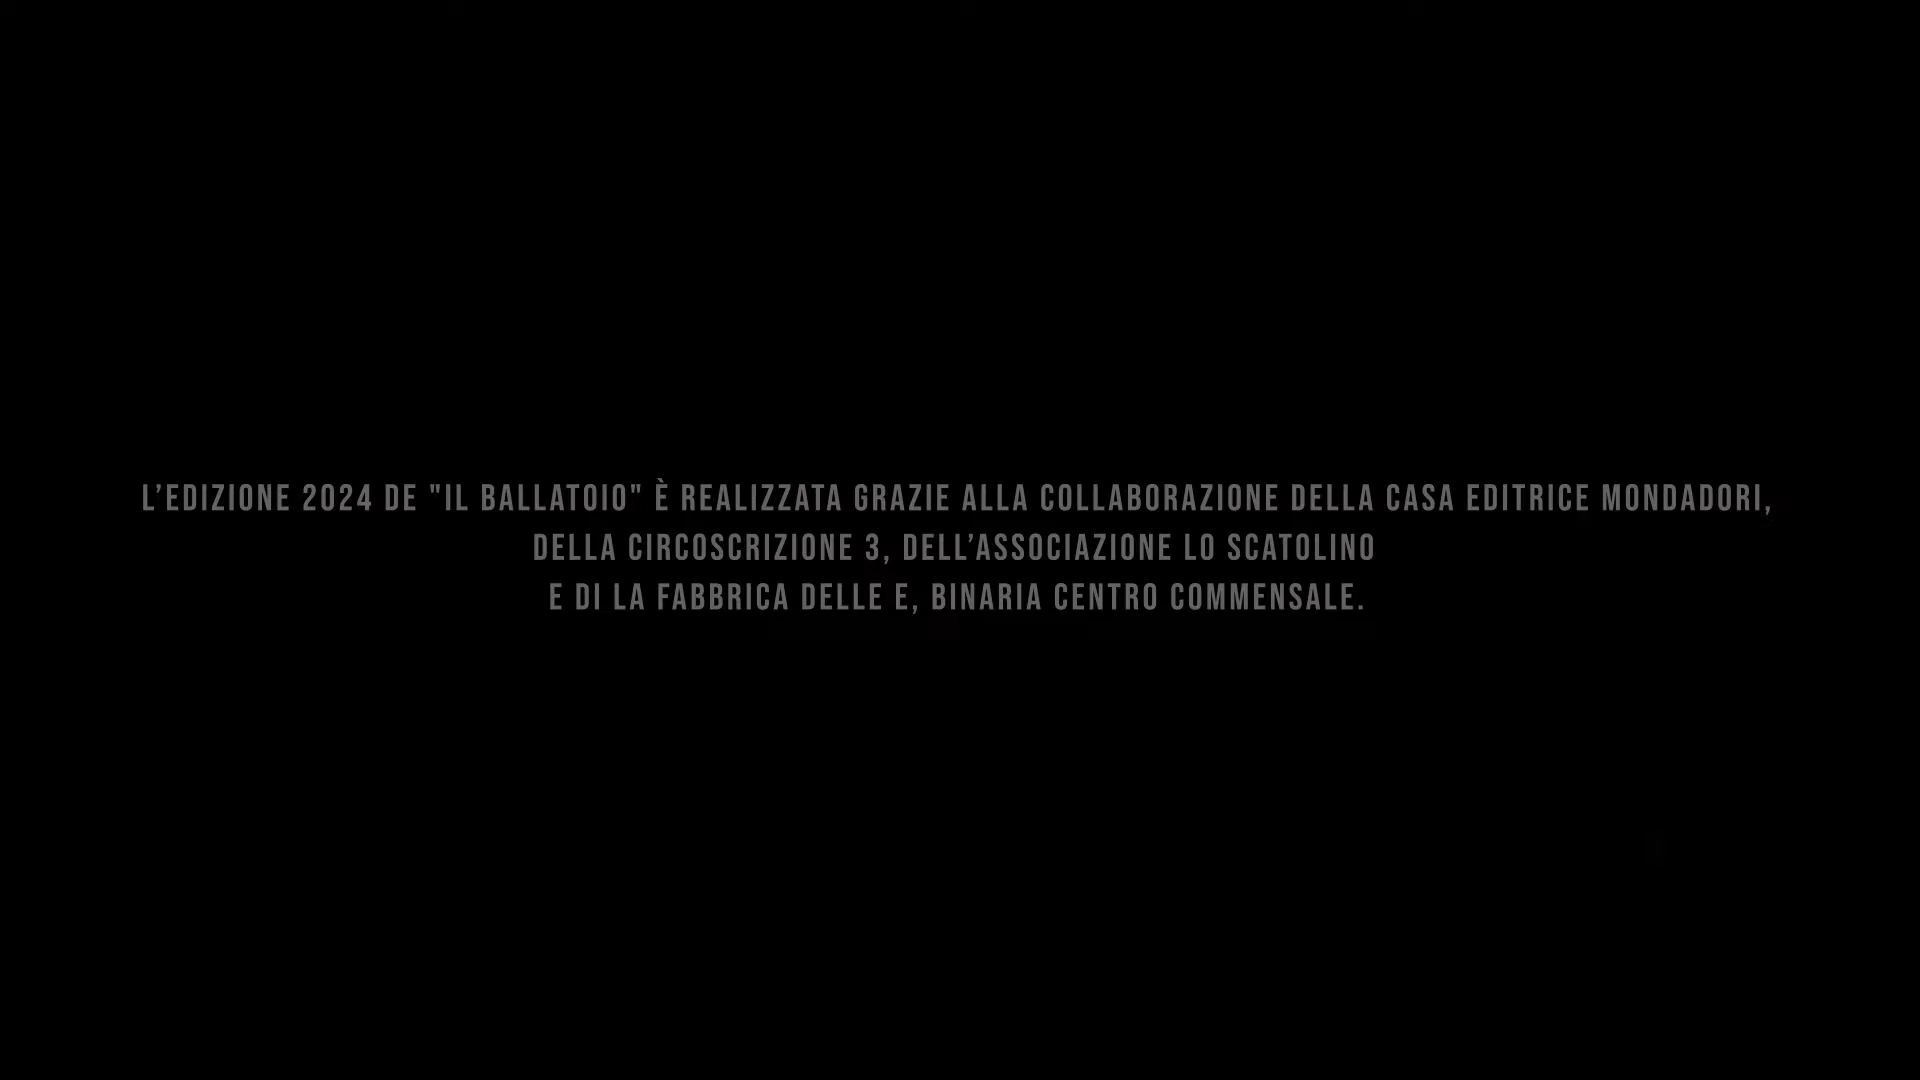 L’EDIZIONE 2024 DE "IL BALLATOIO" È REALIZZATA GRAZIE ALLA COLLABORAZIONE DELLA CASA EDITRICE MONDADORI,
DELLA CIRCOSCRIZIONE 3, DELL’ASSOCIAZIONE LO SCATOLINO
E DI LA FABBRICA DELLE E, BINARIA CENTRO COMMENSALE.